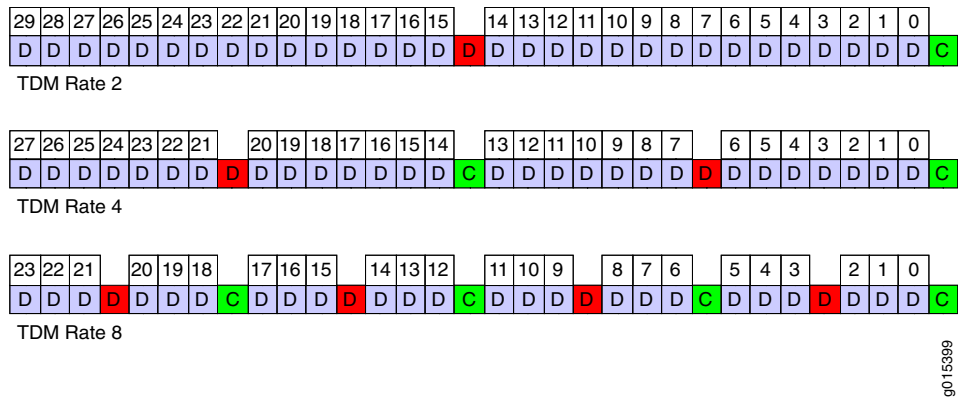 29 28 27 26 25 24 23 22 21 20 19 18 17 16 15 14 13 12 11 10 9 8 7 6 5 4 3 2 1 0
D D D D D D D D D D D D D D D D D D D D D D D D D D D D D D D C
TDM Rate 2
27 26 25 24 23 22 21 20 19 18 17 16 15 14 13 12 11 10 9 8 7 6 5 4 3 2 1 0
D D D D D D D D D D D D D D D C D D D D D D D D D D D D D D D C
TDM Rate 4
23 22 21 20 19 18 17 16 15 14 13 12 11 10 9 8 7 6 5 4 3 2 1 0
D D D D D D D C D D D D D D D C D D D D D D D C D D D D D D D C
TDM Rate 8
g015399